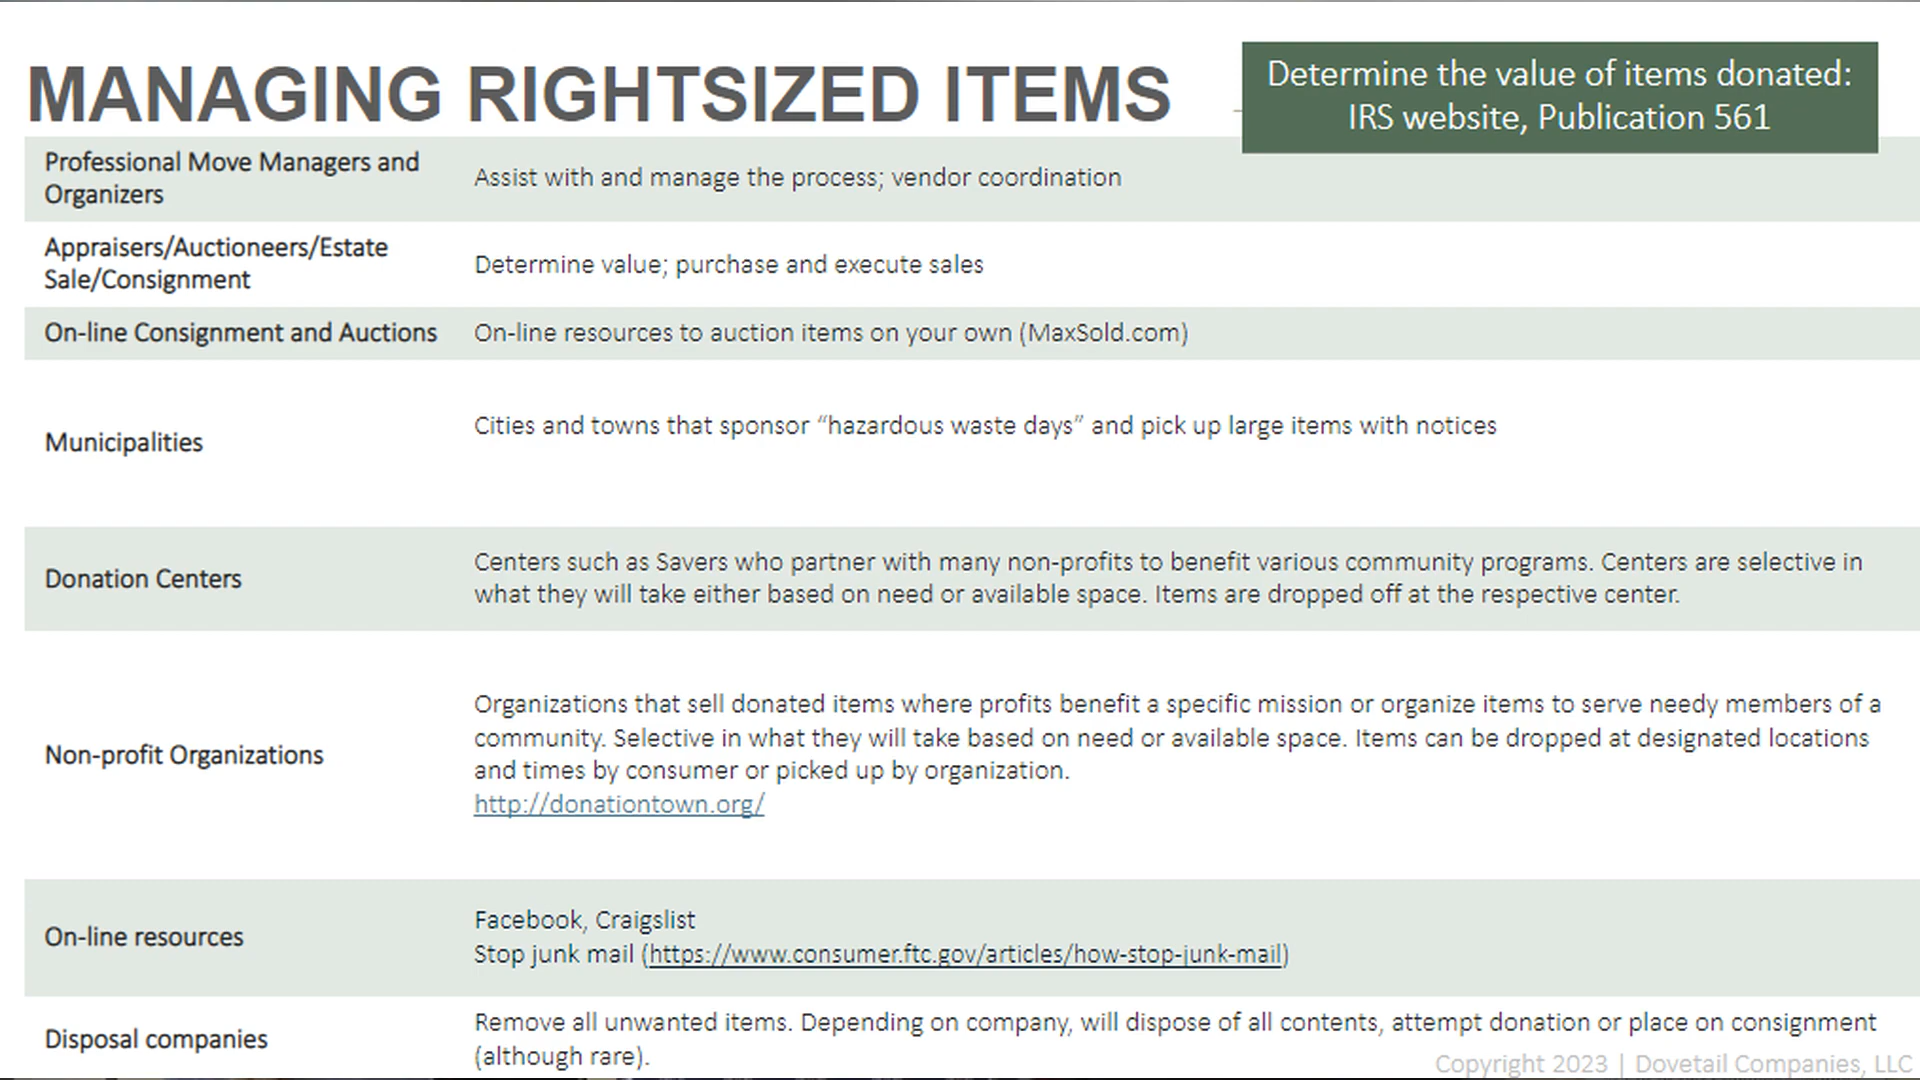 MANAGING RIGHTSIZED ITEMS
Determine the value of items donated:
IRS website, Publication 561
Professional Move Managers and
Organizers
Assist with and manage the process; vendor coordination
Appraisers/Auctioneers/Estate
Sale/Consignment
Determine value; purchase and execute sales
On-line Consignment and Auctions
On-line resources to auction items on your own (MaxSold.com)
Municipalities
Cities and towns that sponsor “hazardous waste days” and pick up large items with notices
Donation Centers
Centers such as Savers who partner with many non-profits to benefit various community programs. Centers are selective in
what they will take either based on need or available space. Items are dropped off at the respective center.
Non-profit Organizations
Organizations that sell donated items where profits benefit a specific mission or organize items to serve needy members of a
community. Selective in what they will take based on need or available space. Items can be dropped at designated locations
and times by consumer or picked up by organization.
http://donationtown.org/
On-line resources
Facebook, Craigslist
Stop junk mail (https://www.consumer.ftc.gov/articles/how-stop-junk-mail)
Disposal companies
Remove all unwanted items. Depending on company, will dispose of all contents, attempt donation or place on consignment
(although rare).
Copyright 2023 | Dovetail Companies, LLC